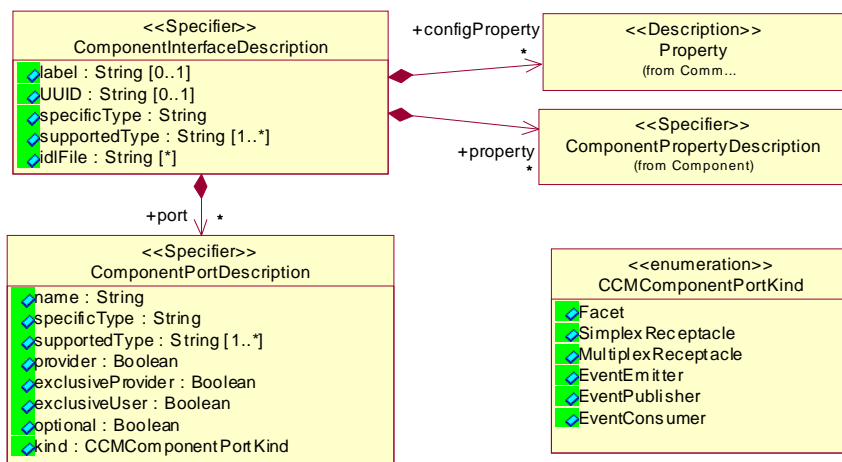 <<Specifier>>
ComponentInterfaceDescription
label : String [0..1]
UUID : String [0..1]
specificType : String
supportedType : String [1..*]
idlFile : String [*]
+configProperty
*
<<Description>>
Property
(from Comm...
+property
*
<<Specifier>>
ComponentPropertyDescription
(from Component)
+port
*
<<Specifier>>
ComponentPortDescription
name : String
specificType : String
supportedType : String [1..*]
provider : Boolean
exclusiveProvider : Boolean
exclusiveUser : Boolean
optional : Boolean
kind : CCMComponentPortKind
<<enumeration>>
CCMComponentPortKind
Facet
SimplexReceptacle
MultiplexReceptacle
EventEmitter
EventPublisher
EventConsumer